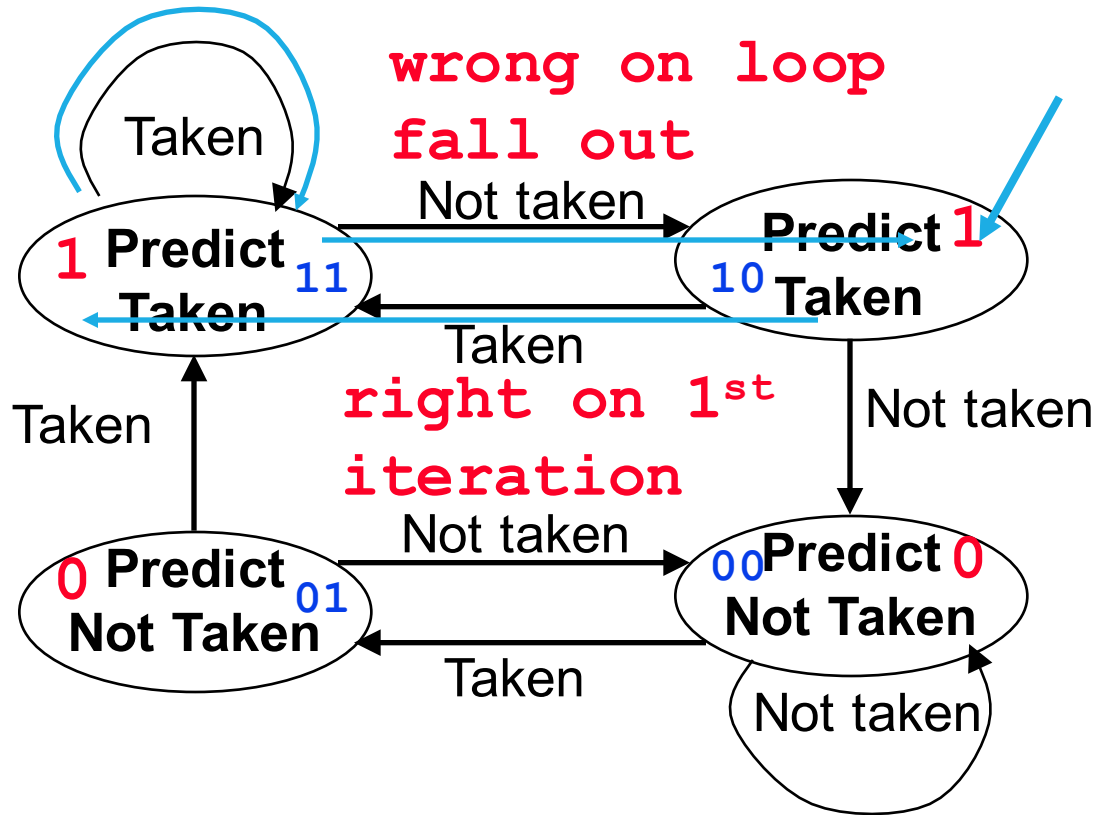 wrong on loop
fall out
Taken
Not taken
1 Predict 11
Taken
Predict 1
10 Taken
Taken
right on 1st
iteration
Taken
Not taken
Not taken
0 Predict 01
Not Taken
00 Predict 0
Not Taken
Taken
Not taken